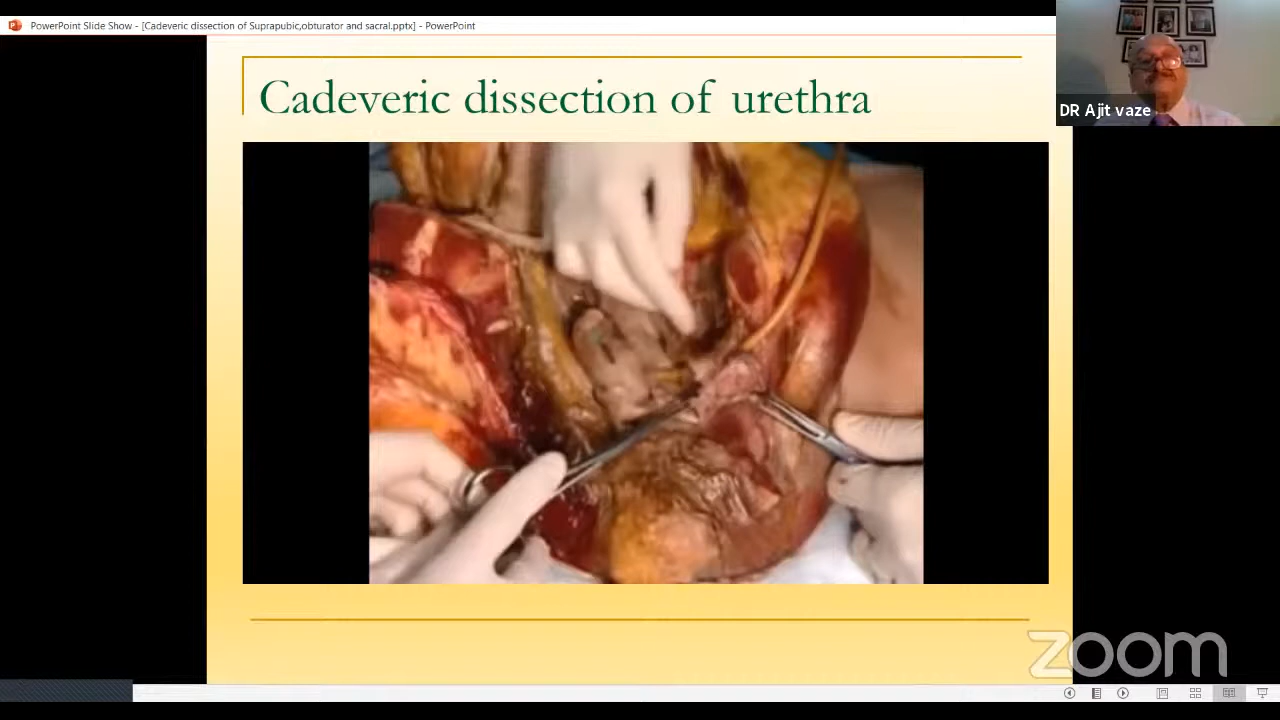 PowerPoint Slide Show - [Cadeveric dissection of Suprapubic,obturator and sacral.pptx] - PowerPoint
DR Ajit vaze
Cadeveric dissection of urethra
zoom